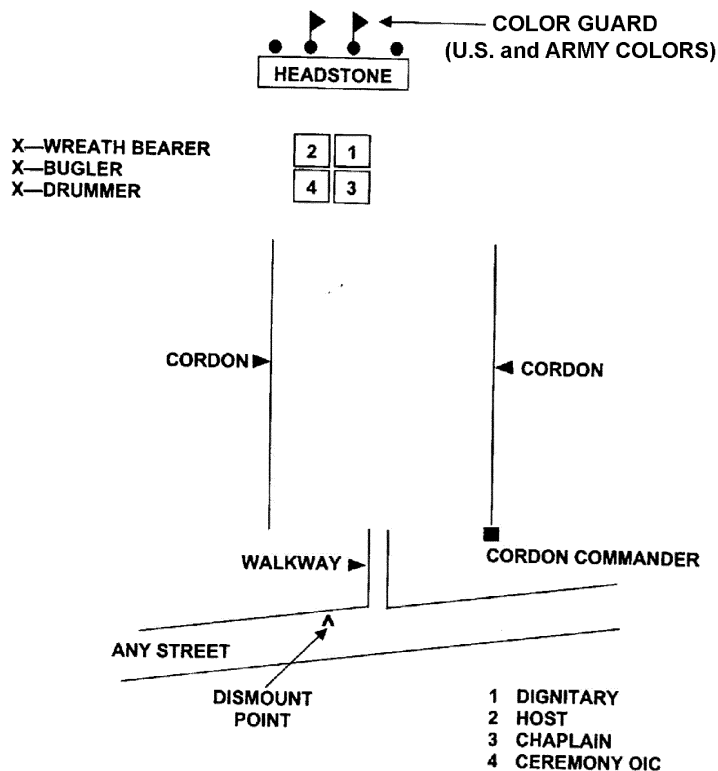 COLOR GUARD
(U.S. and ARMY COLORS)
HEADSTONE
X—WREATH BEARER
X—BUGLER
X—DRUMMER
2 1
4 3
CORDON
CORDON
WALKWAY
CORDON COMMANDER
ANY STREET
DISMOUNT
POINT
1 DIGNITARY
2 HOST
3 CHAPLAIN
4 CEREMONY OIC